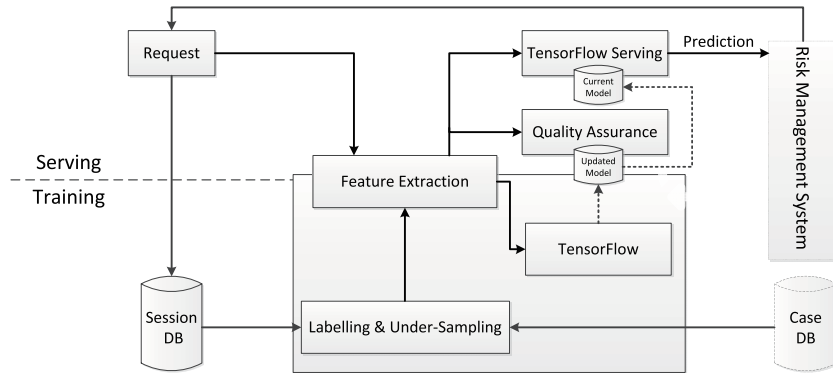 Request
TensorFlow Serving
Prediction
Current
Model
Risk Management System
Quality Assurance
Updated
Model
Serving
Training
Feature Extraction
TensorFlow
Session
DB
Labelling & Under-Sampling
Case
DB